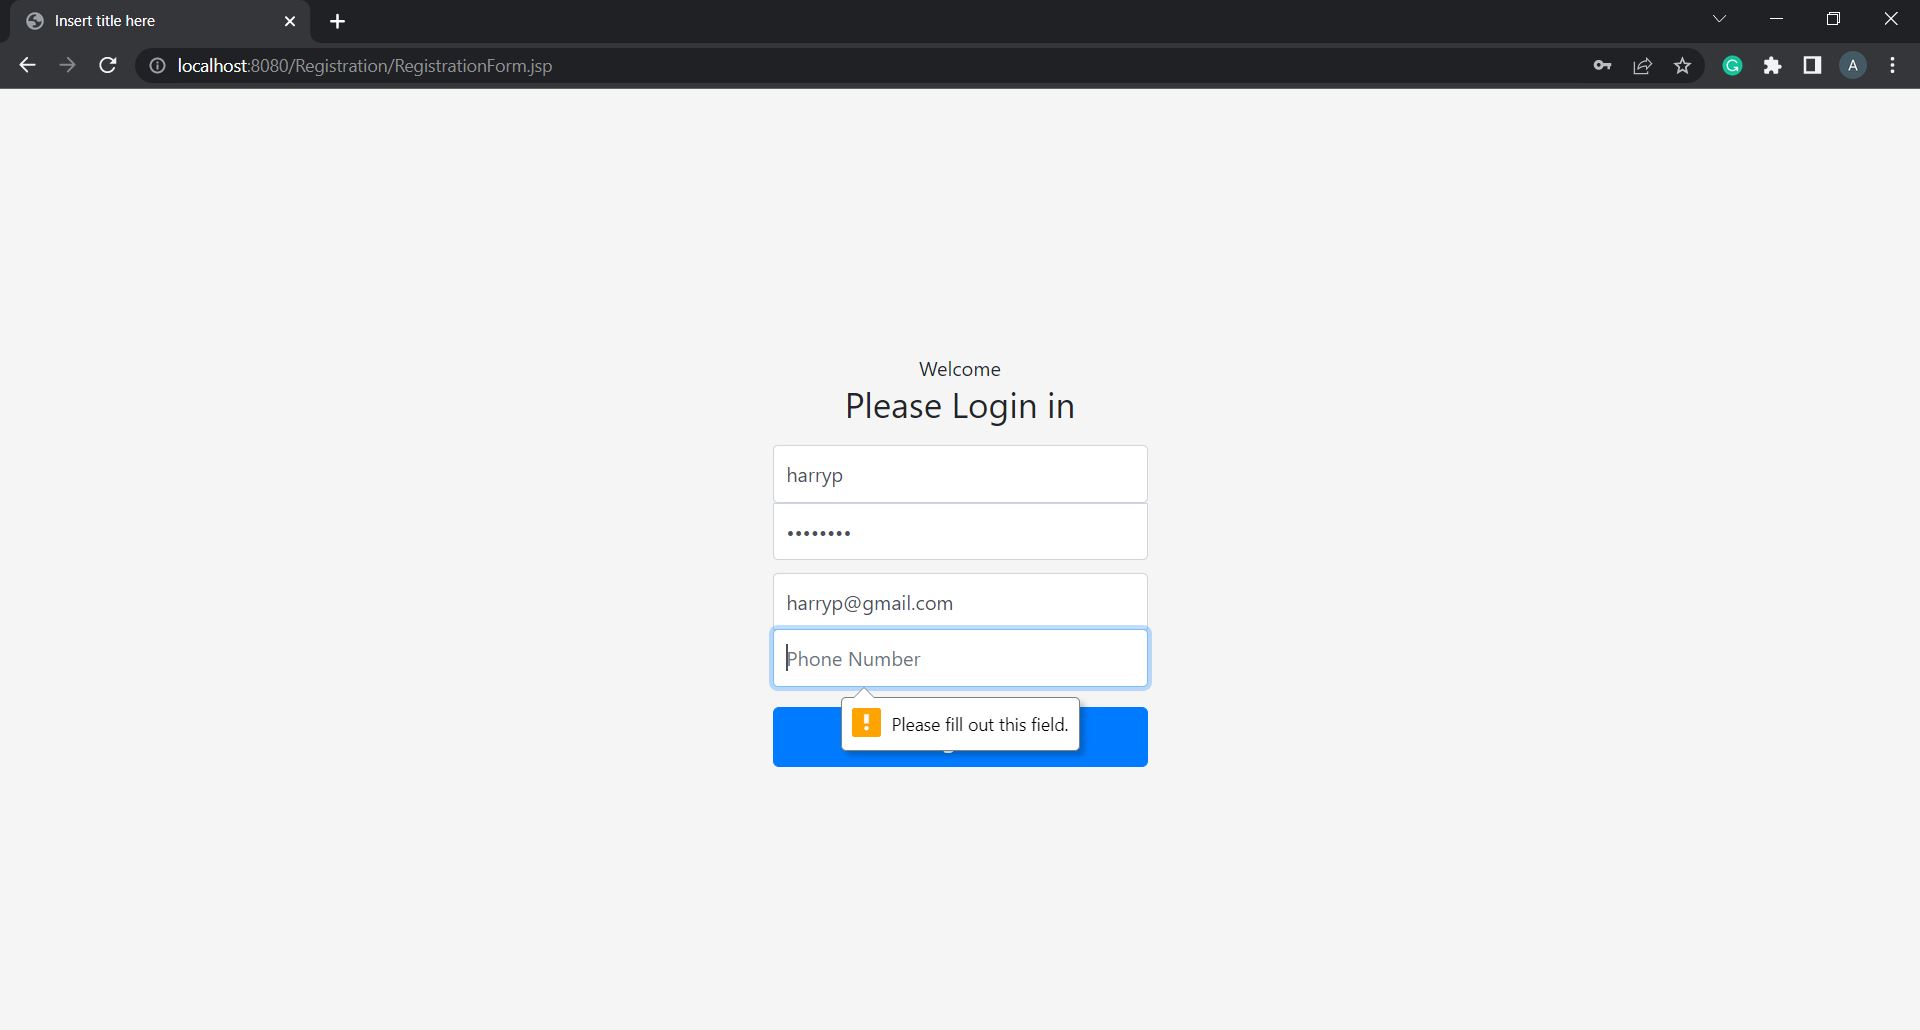 Insert title here
localhost:8080/Registration/RegistrationForm.jsp
A
Welcome
Please Login in
harryp
••••••••
harryp@gmail.com
Phone Number
Please fill out this field.